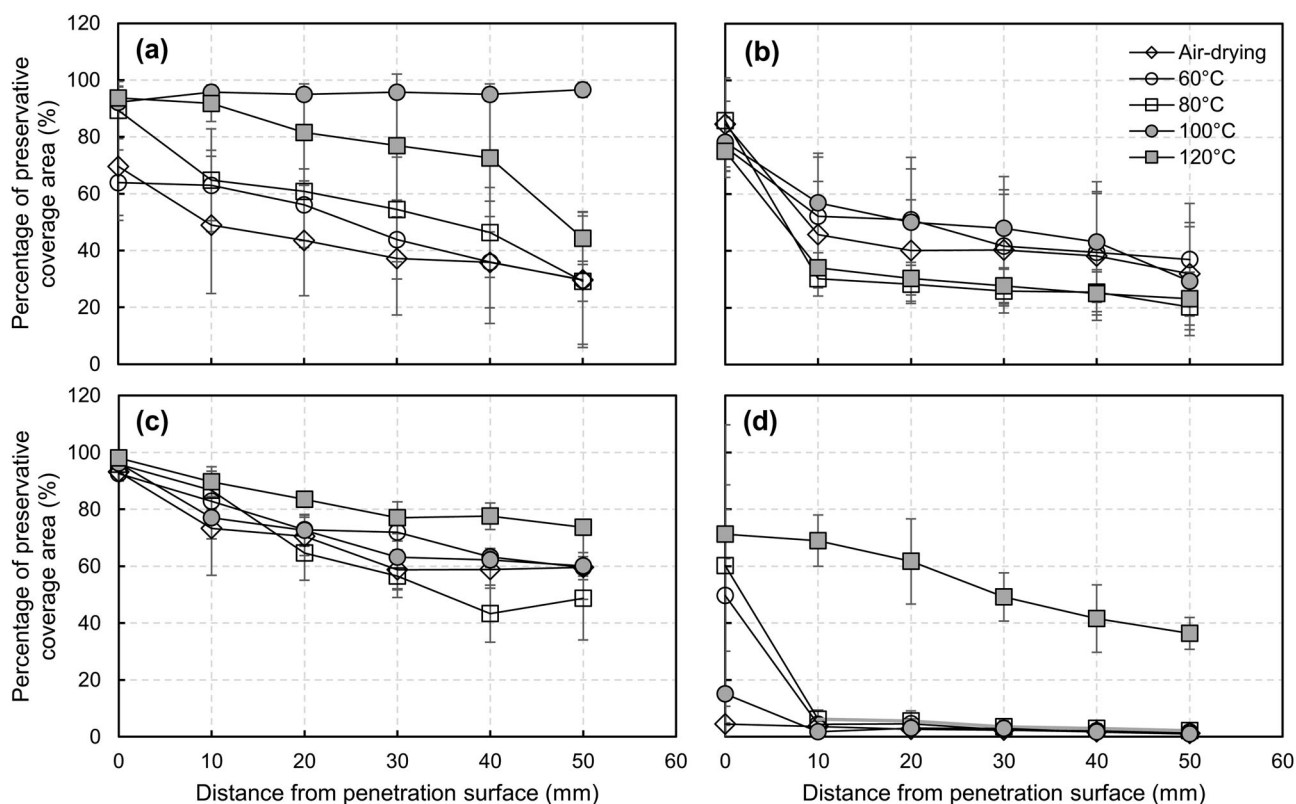 (a)
120
100
80
60
40
20
0
Percentage of preservative
coverage area (%)
(b)
Air-drying
60°C
80°C
100°C
120°C
(c)
120
100
80
60
40
20
0
Percentage of preservative
coverage area (%)
0 10 20 30 40 50 60
Distance from penetration surface (mm)
(d)
0 10 20 30 40 50 60
Distance from penetration surface (mm)